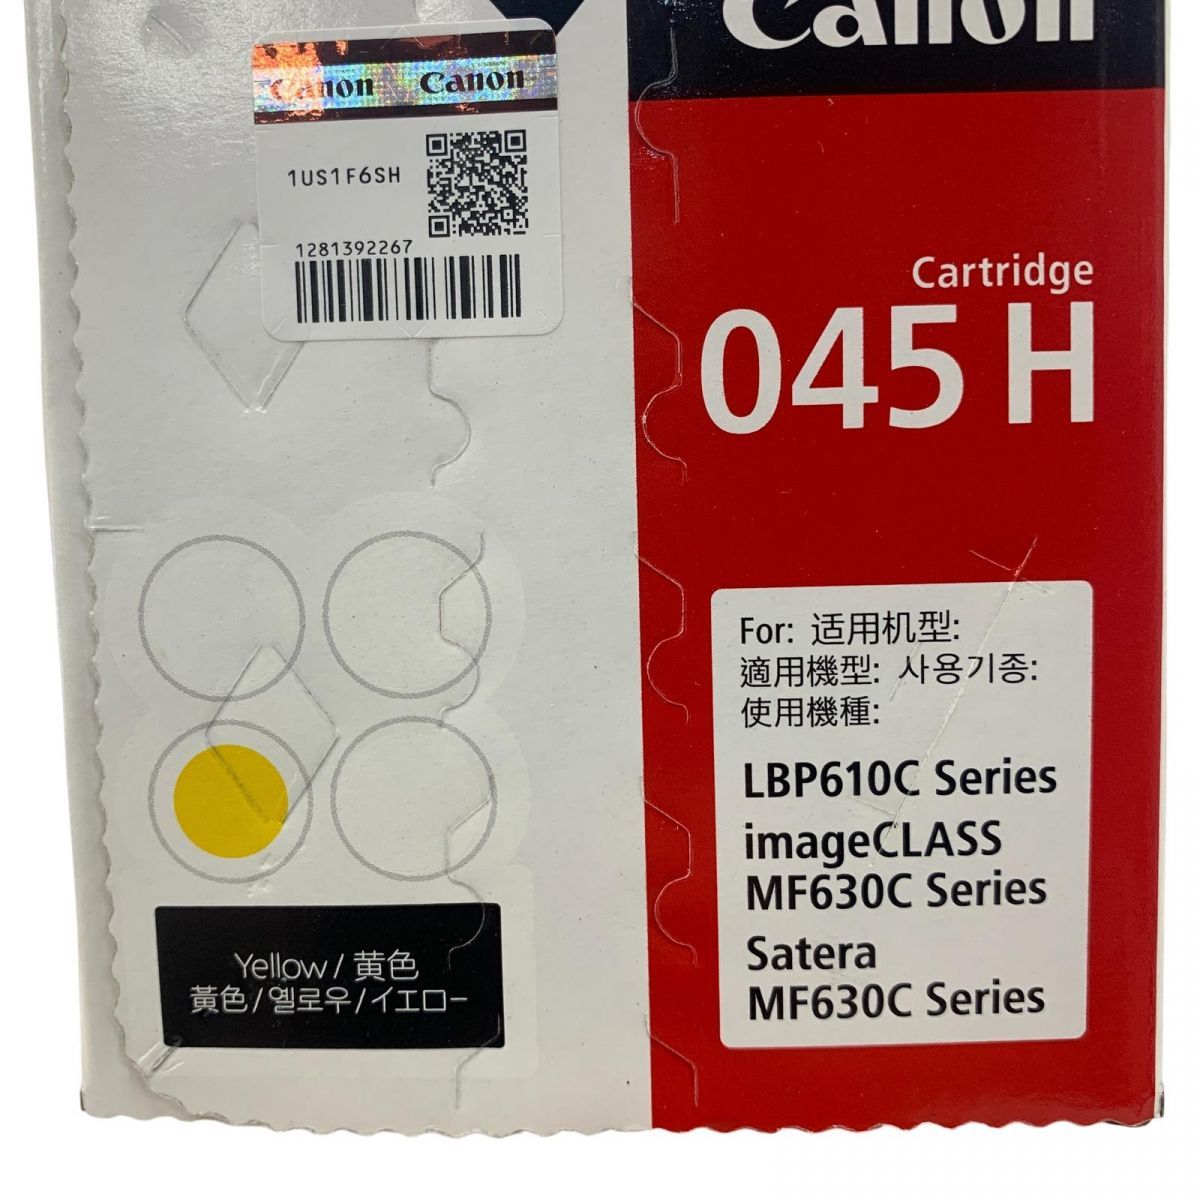 Canon
Canon Canon
1US1F6SH
1281392267
Cartridge
045 H
For: 适用机型:
適用機型: 사용기종:
使用機種:
LBP610C Series
imageCLASS
MF630C Series
Satera
MF630C Series
Yellow / 黄色
黃色 / 옐로우 / イエロー